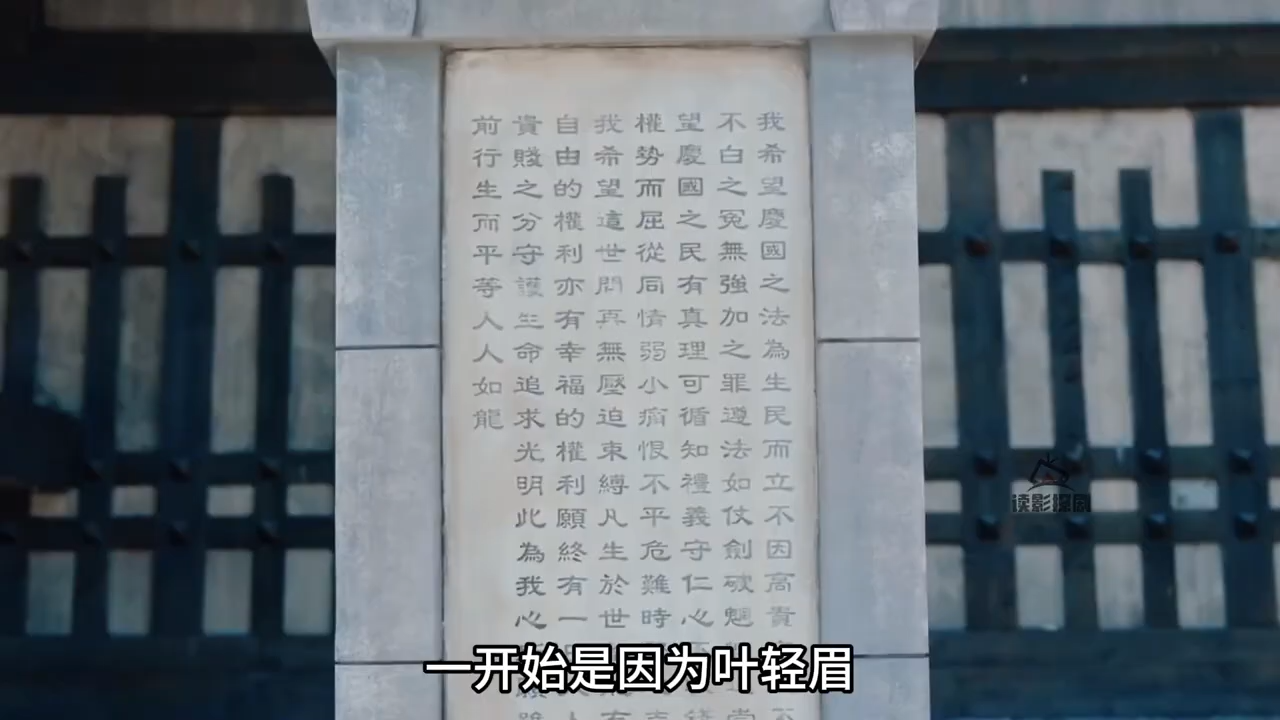 我希望慶國之法為生民而立不因高貴
不白之冤無強加之罪遵法如仗劍破魍
望慶國之民有真理可循知禮義守仁心
權勢而屈從同情弱小痛恨不平危難時
我希望這世間再無壓迫束縛凡生於世
自由的權利亦有幸福的權利願終有一
貴賤之分守護生命追求光明此為我心
前行生而平等人人如龍
读影探剧
一开始是因为叶轻眉